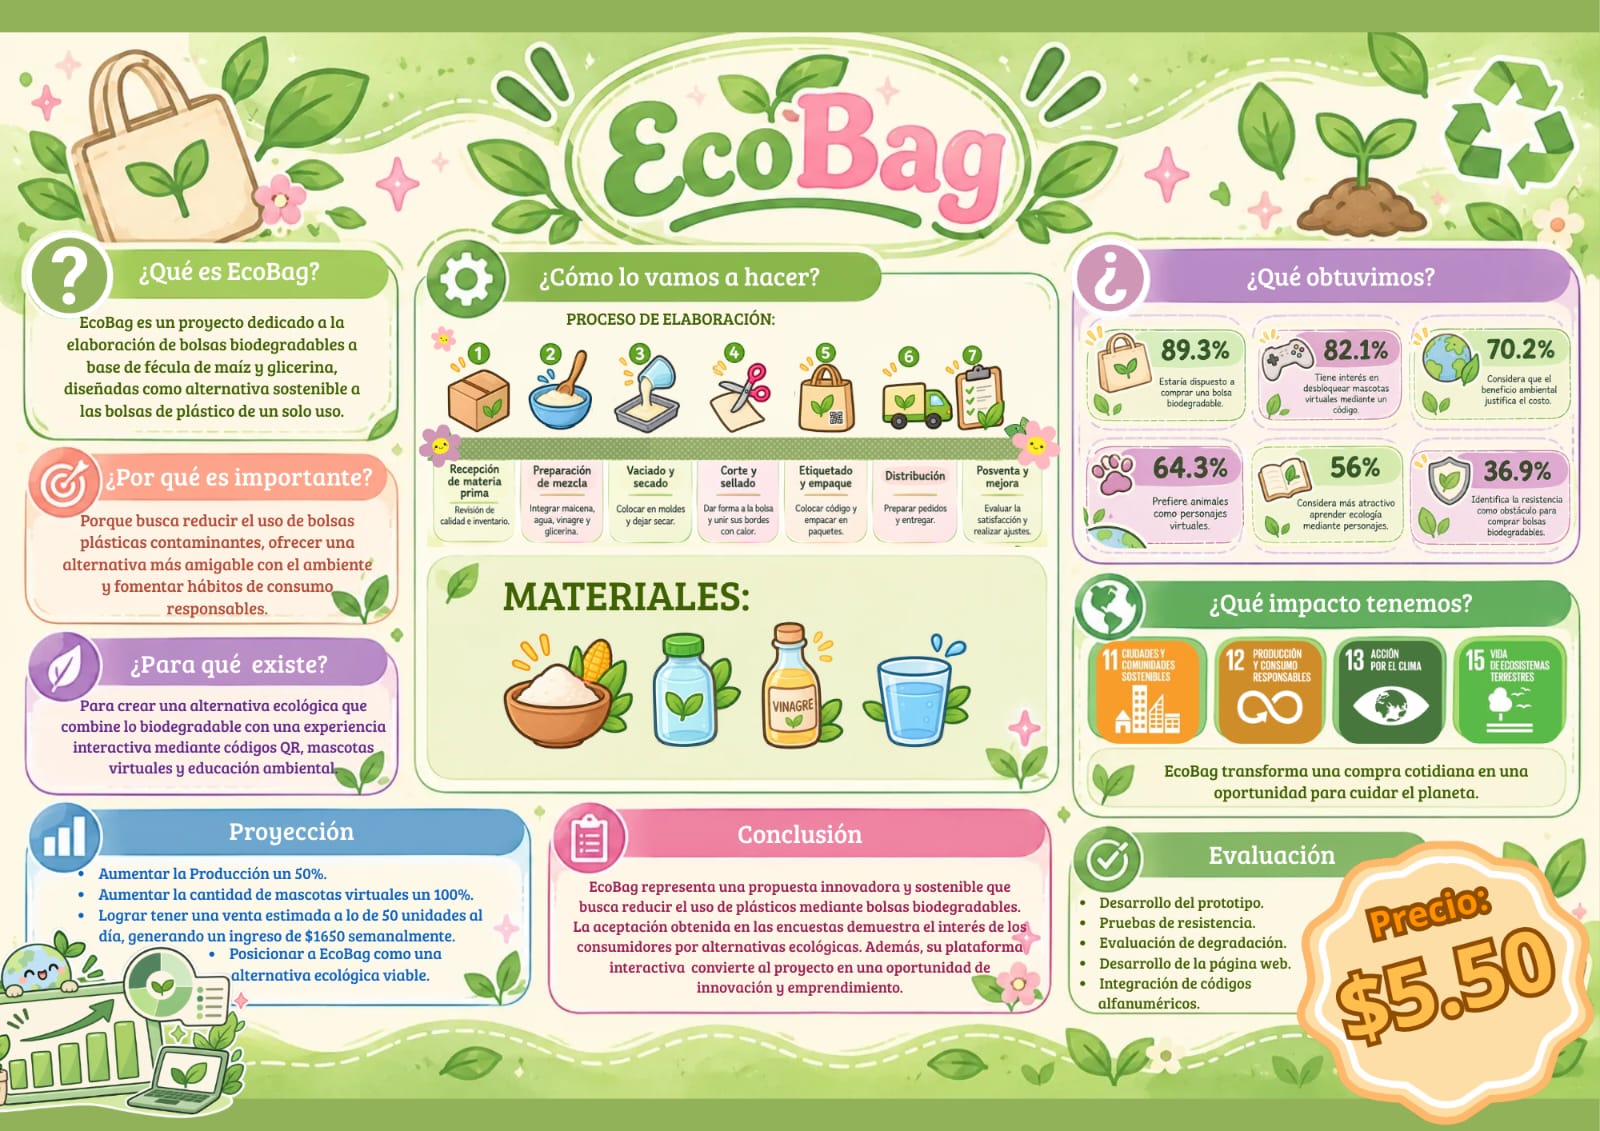 EcoBag
¿Qué es EcoBag?
EcoBag es un proyecto dedicado a la
elaboración de bolsas biodegradables a
base de fécula de maíz y glicerina,
diseñadas como alternativa sostenible a
las bolsas de plástico de un solo uso.
¿Por qué es importante?
Porque busca reducir el uso de bolsas
plásticas contaminantes, ofrecer una
alternativa más amigable con el ambiente
y fomentar hábitos de consumo
responsables.
¿Para qué existe?
Para crear una alternativa ecológica que
combine lo biodegradable con una experiencia
interactiva mediante códigos QR, mascotas
virtuales y educación ambiental.
¿Cómo lo vamos a hacer?
PROCESO DE ELABORACIÓN:
1 2 3 4 5 6 7
Recepción
de materia
prima
Revisión de
calidad e inventario.
Preparación
de mezcla
Integrar maicena,
agua, vinagre y
glicerina.
Vaciado y
secado
Colocar en moldes
y dejar secar.
Corte y
sellado
Dar forma a la bolsa
y unir sus bordes
con calor.
Etiquetado
y empaque
Colocar código y
empacar en
paquetes.
Distribución
Preparar pedidos
y entregar.
Posventa y
mejora
Evaluar la
satisfacción y
realizar ajustes.
MATERIALES:
VINAGRE
¿Qué obtuvimos?
89.3%
Estaría dispuesto a
comprar una bolsa
biodegradable.
82.1%
Tiene interés en
desbloquear mascotas
virtuales mediante un
código.
70.2%
Considera que el
beneficio ambiental
justifica el costo.
64.3%
Prefiere animales
como personajes
virtuales.
56%
Considera más atractivo
aprender ecología
mediante personajes.
36.9%
Identifica la resistencia
como obstáculo para
comprar bolsas
biodegradables.
¿Qué impacto tenemos?
11 CIUDADES Y
COMUNIDADES
SOSTENIBLES
12 PRODUCCIÓN
Y CONSUMO
RESPONSABLES
13 ACCIÓN
POR EL CLIMA
15 VIDA
DE ECOSISTEMAS
TERRESTRES
EcoBag transforma una compra cotidiana en una
oportunidad para cuidar el planeta.
Proyección
• Aumentar la Producción un 50%.
• Aumentar la cantidad de mascotas virtuales un 100%.
• Lograr tener una venta estimada a lo de 50 unidades al
día, generando un ingreso de $1650 semanalmente.
• Posicionar a EcoBag como una
alternativa ecológica viable.
Conclusión
EcoBag representa una propuesta innovadora y sostenible que
busca reducir el uso de plásticos mediante bolsas biodegradables.
La aceptación obtenida en las encuestas demuestra el interés de los
consumidores por alternativas ecológicas. Además, su plataforma
interactiva convierte al proyecto en una oportunidad de
innovación y emprendimiento.
Evaluación
• Desarrollo del prototipo.
• Pruebas de resistencia.
• Evaluación de degradación.
• Desarrollo de la página web.
• Integración de códigos
alfanuméricos.
Precio:
$5.50